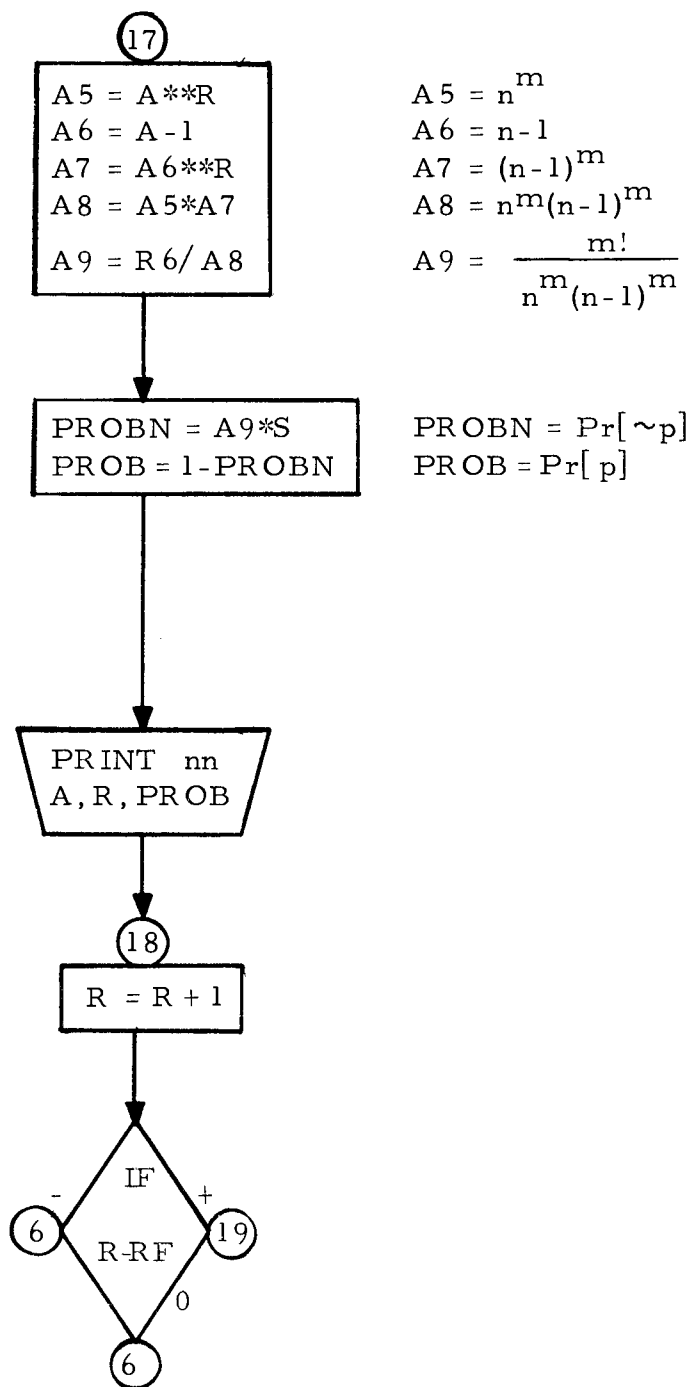 17
A5 = A**R
A6 = A-1
A7 = A6**R
A8 = A5*A7
A9 = R6/A8
A5 = n^m
A6 = n-1
A7 = (n-1)^m
A8 = n^m(n-1)^m
A9 = m!
n^m(n-1)^m
PROBN = A9*S
PROB = 1-PROBN
PROBN = Pr[~p]
PROB = Pr[p]
PRINT nn
A, R, PROB
18
R = R + 1
IF
- +
6 R-RF 19
0
6